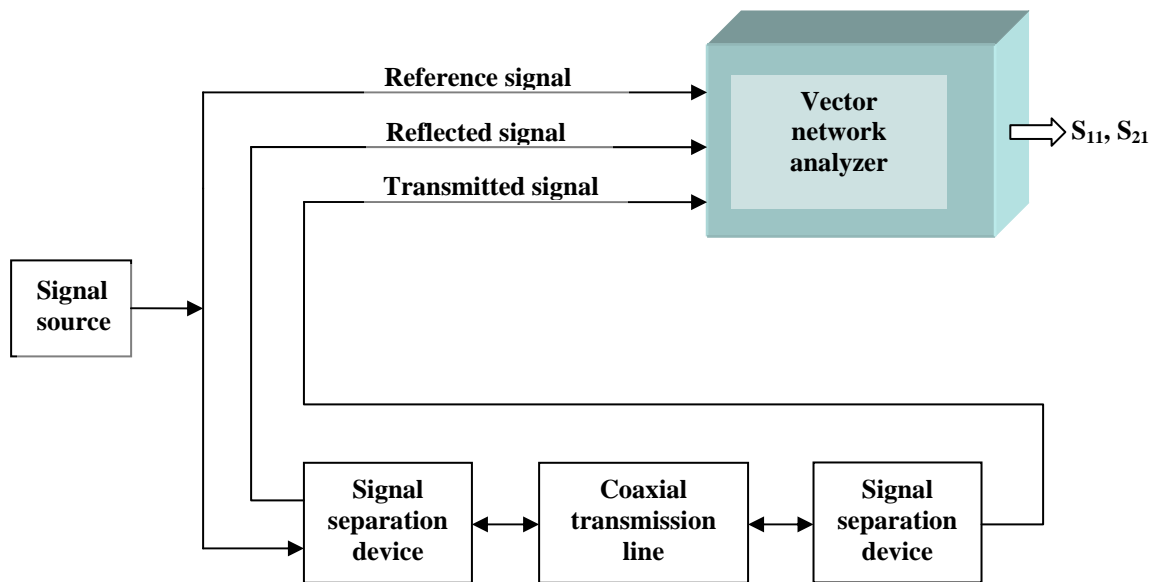 Reference signal
Reflected signal
Transmitted signal
Vector
network
analyzer
S₁₁, S₂₁
Signal
source
Signal
separation
device
Coaxial
transmission
line
Signal
separation
device